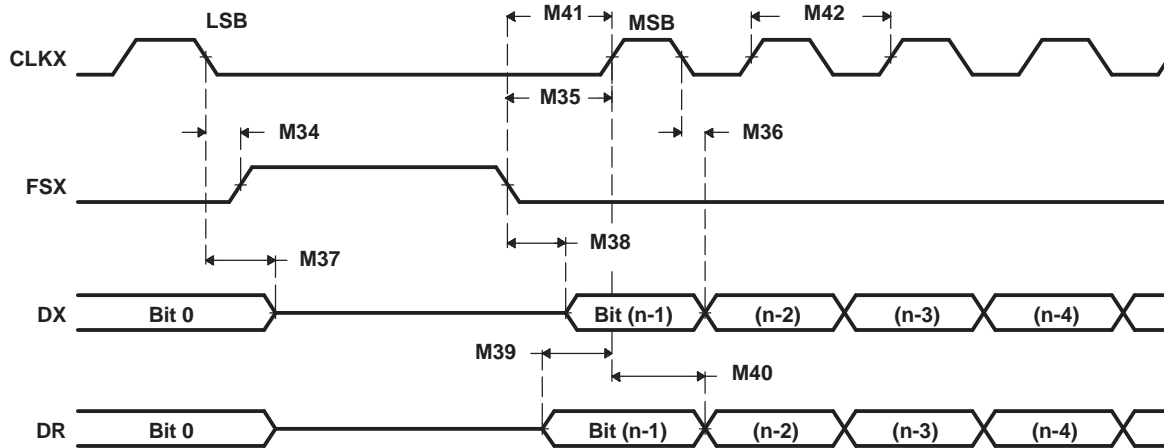 LSB
M41
MSB
M42
CLKX
M35
M34
M36
FSX
M38
M37
DX
Bit 0
Bit (n-1)
(n-2)
(n-3)
(n-4)
M39
M40
DR
Bit 0
Bit (n-1)
(n-2)
(n-3)
(n-4)